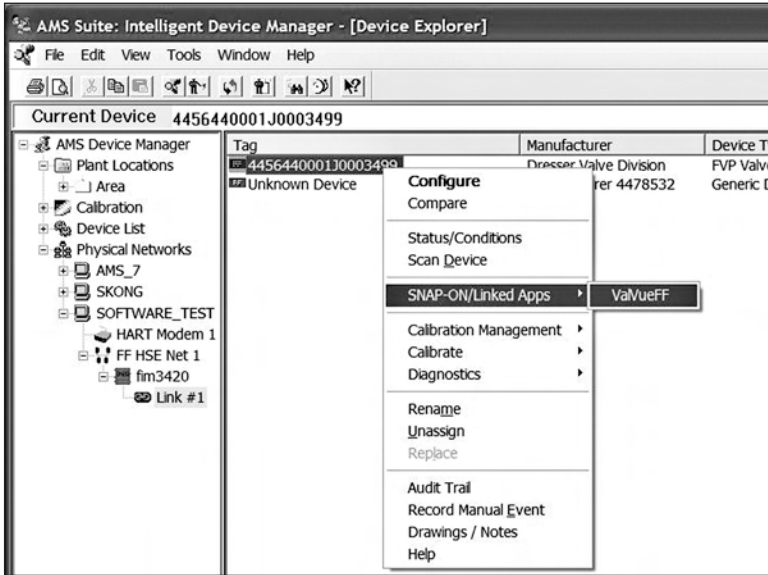 AMS Suite: Intelligent Device Manager - [Device Explorer]
File Edit View Tools Window Help
Current Device 4456440001J0003499
AMS Device Manager
Plant Locations
Area
Calibration
Device List
Physical Networks
AMS_7
SKONG
SOFTWARE_TEST
HART Modem 1
FF HSE Net 1
fim3420
Link #1
Tag Manufacturer Device T
4456440001J0003499 Dresser Valve Division FVP Valv
Unknown Device rer 4478532 Generic D
Configure
Compare
Status/Conditions
Scan Device
SNAP-ON/Linked Apps ValVueFF
Calibration Management
Calibrate
Diagnostics
Rename
Unassign
Replace
Audit Trail
Record Manual Event
Drawings / Notes
Help